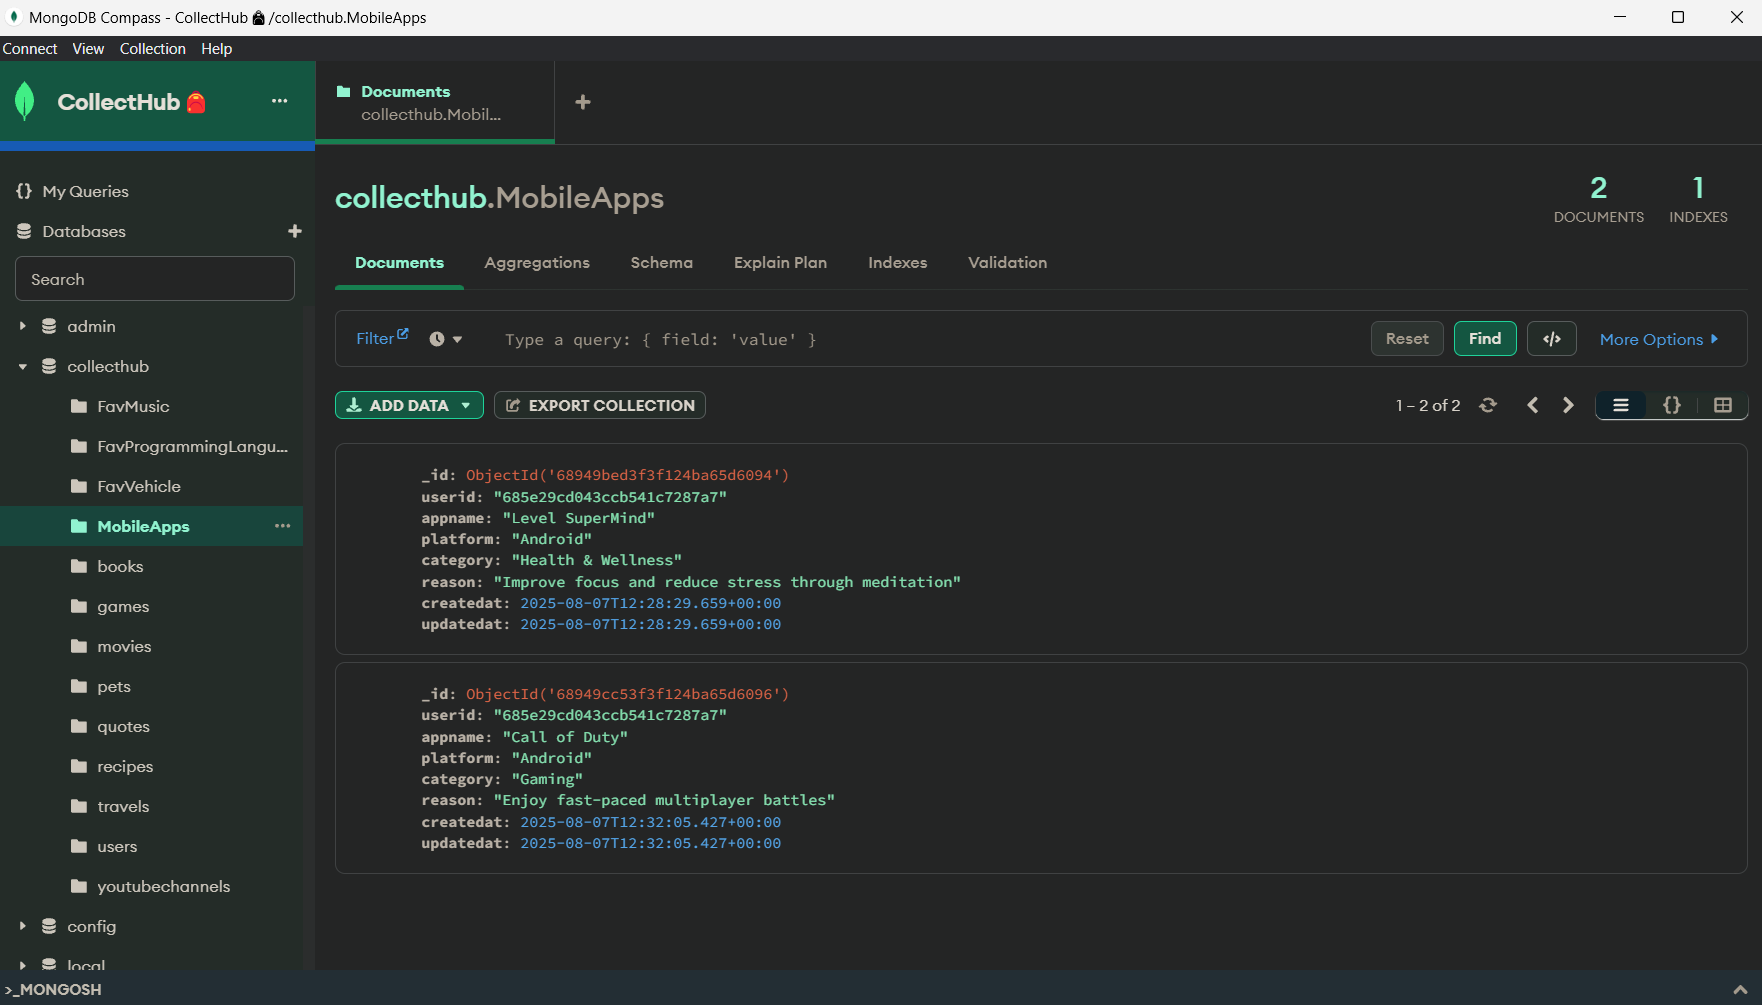 MongoDB Compass - CollectHub /collecthub.MobileApps
Connect View Collection Help
CollectHub
Documents
collecthub.Mobil...
My Queries
Databases
Search
admin
collecthub
FavMusic
FavProgrammingLangu...
FavVehicle
MobileApps
books
games
movies
pets
quotes
recipes
travels
users
youtubechannels
config
local
collecthub.MobileApps
2
DOCUMENTS
1
INDEXES
Documents Aggregations Schema Explain Plan Indexes Validation
Filter Type a query: { field: 'value' } Reset Find </> More Options
ADD DATA EXPORT COLLECTION 1 – 2 of 2 {}
_id: ObjectId('68949bed3f3f124ba65d6094')
userid: "685e29cd043ccb541c7287a7"
appname: "Level SuperMind"
platform: "Android"
category: "Health & Wellness"
reason: "Improve focus and reduce stress through meditation"
createdat: 2025-08-07T12:28:29.659+00:00
updatedat: 2025-08-07T12:28:29.659+00:00
_id: ObjectId('68949cc53f3f124ba65d6096')
userid: "685e29cd043ccb541c7287a7"
appname: "Call of Duty"
platform: "Android"
category: "Gaming"
reason: "Enjoy fast-paced multiplayer battles"
createdat: 2025-08-07T12:32:05.427+00:00
updatedat: 2025-08-07T12:32:05.427+00:00
>_MONGOSH